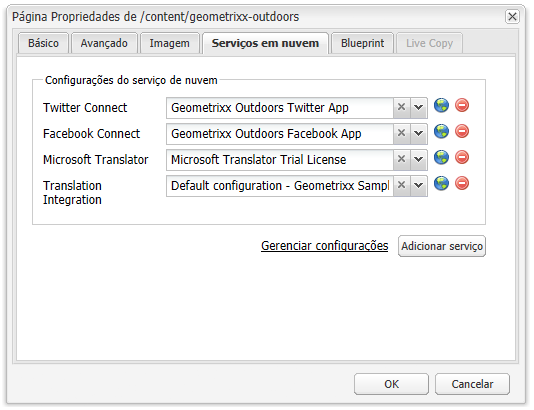 Página Propriedades de /content/geometrixx-outdoors
Básico Avançado Imagem Serviços em nuvem Blueprint Live Copy
Configurações do serviço de nuvem
Twitter Connect Geometrixx Outdoors Twitter App
Facebook Connect Geometrixx Outdoors Facebook App
Microsoft Translator Microsoft Translator Trial License
Translation Default configuration - Geometrixx Sampl
Integration
Gerenciar configurações Adicionar serviço
OK Cancelar